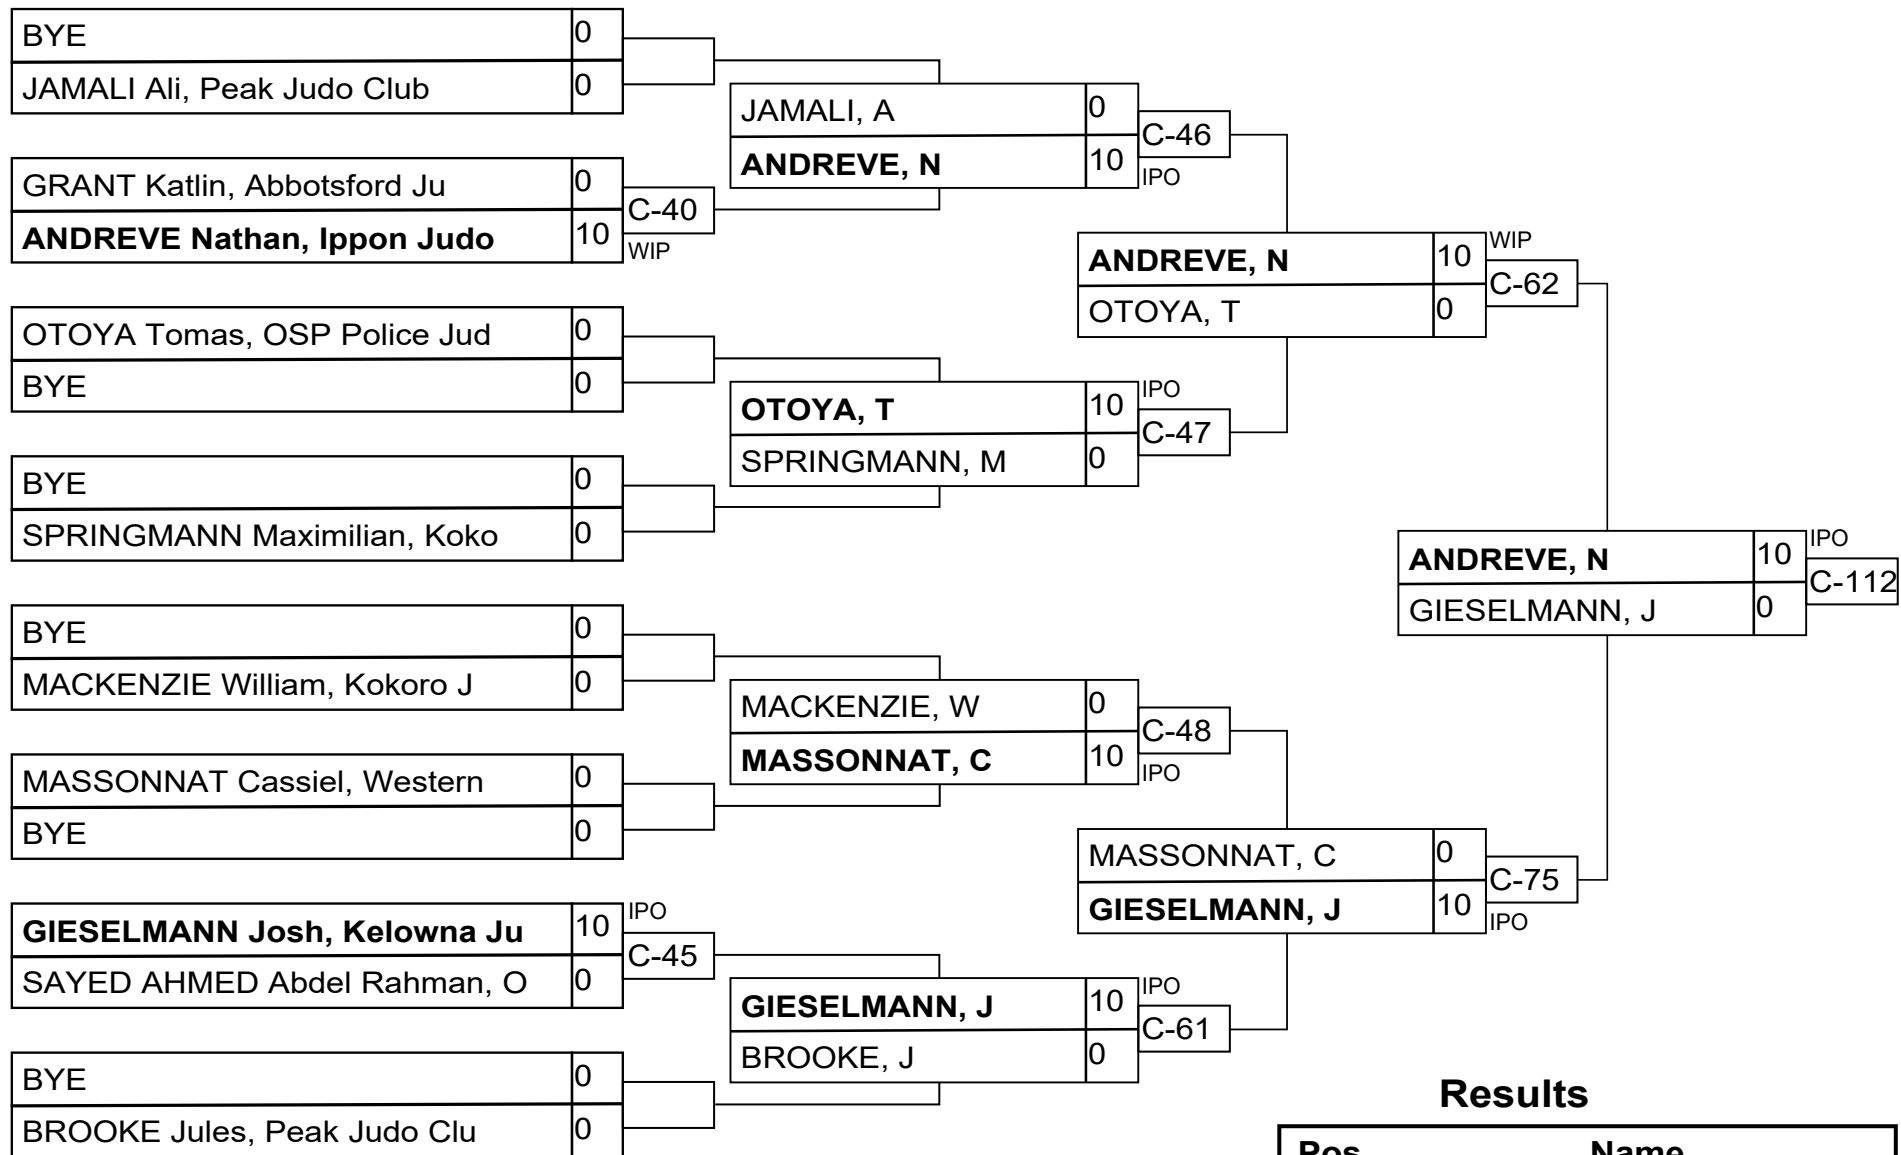 BYE 0
JAMALI Ali, Peak Judo Club 0
GRANT Katlin, Abbotsford Ju 0
C-40
ANDREVE Nathan, Ippon Judo 10
WIP
OTOYA Tomas, OSP Police Jud 0
BYE 0
BYE 0
SPRINGMANN Maximilian, Koko 0
BYE 0
MACKENZIE William, Kokoro J 0
MASSONNAT Cassiel, Western 0
BYE 0
GIESELMANN Josh, Kelowna Ju 10
IPO
C-45
SAYED AHMED Abdel Rahman, O 0
BYE 0
BROOKE Jules, Peak Judo Clu 0
JAMALI, A 0
C-46
ANDREVE, N 10
IPO
OTOYA, T 10
IPO
C-47
SPRINGMANN, M 0
MACKENZIE, W 0
C-48
MASSONNAT, C 10
IPO
GIESELMANN, J 10
IPO
C-61
BROOKE, J 0
ANDREVE, N 10
WIP
C-62
OTOYA, T 0
MASSONNAT, C 0
C-75
GIESELMANN, J 10
IPO
ANDREVE, N 10
IPO
C-112
GIESELMANN, J 0
Results
Pos Name